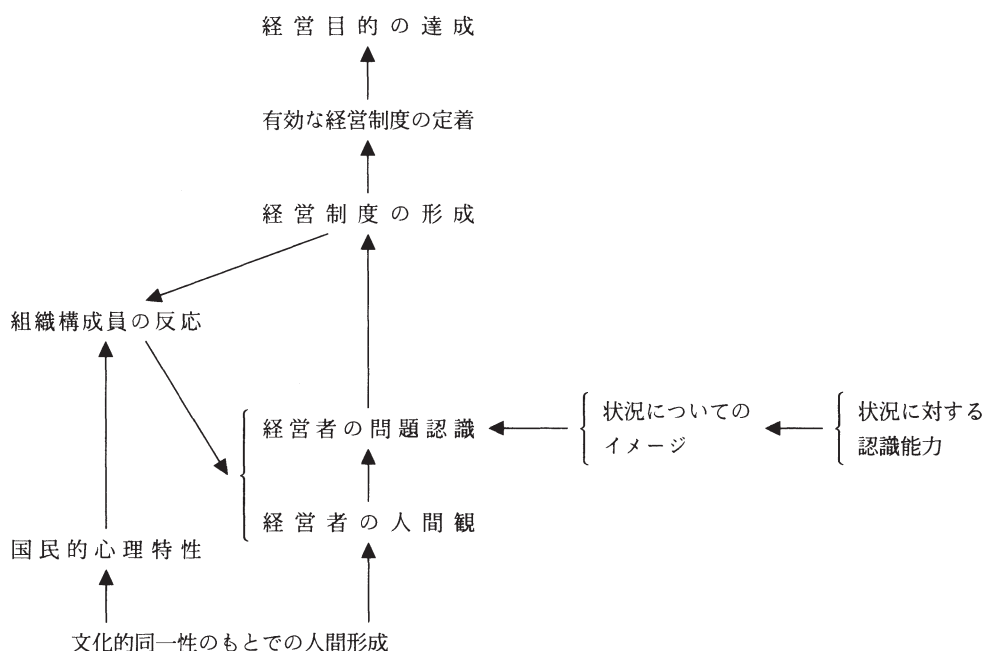 経営目的の達成
有効な経営制度の定着
経営制度の形成
組織構成員の反応
経営者の問題認識
状況についての
イメージ
状況に対する
認識能力
経営者の人間観
国民的心理特性
文化的同一性のもとでの人間形成